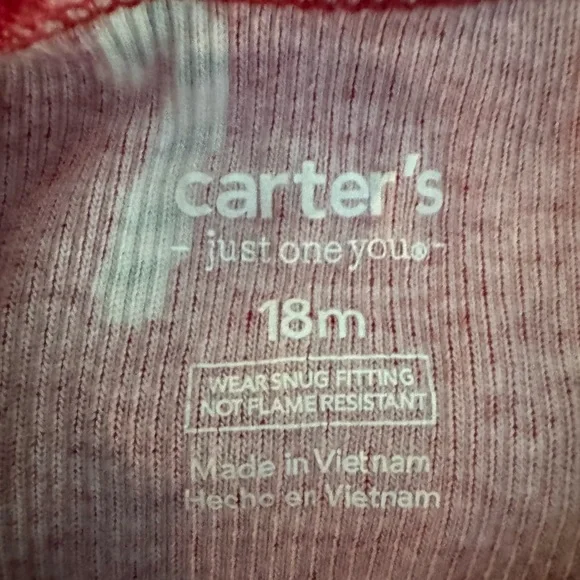 carter's
- just one you® -
18m
WEAR SNUG FITTING
NOT FLAME RESISTANT
Made in Vietnam
Hecho en Vietnam